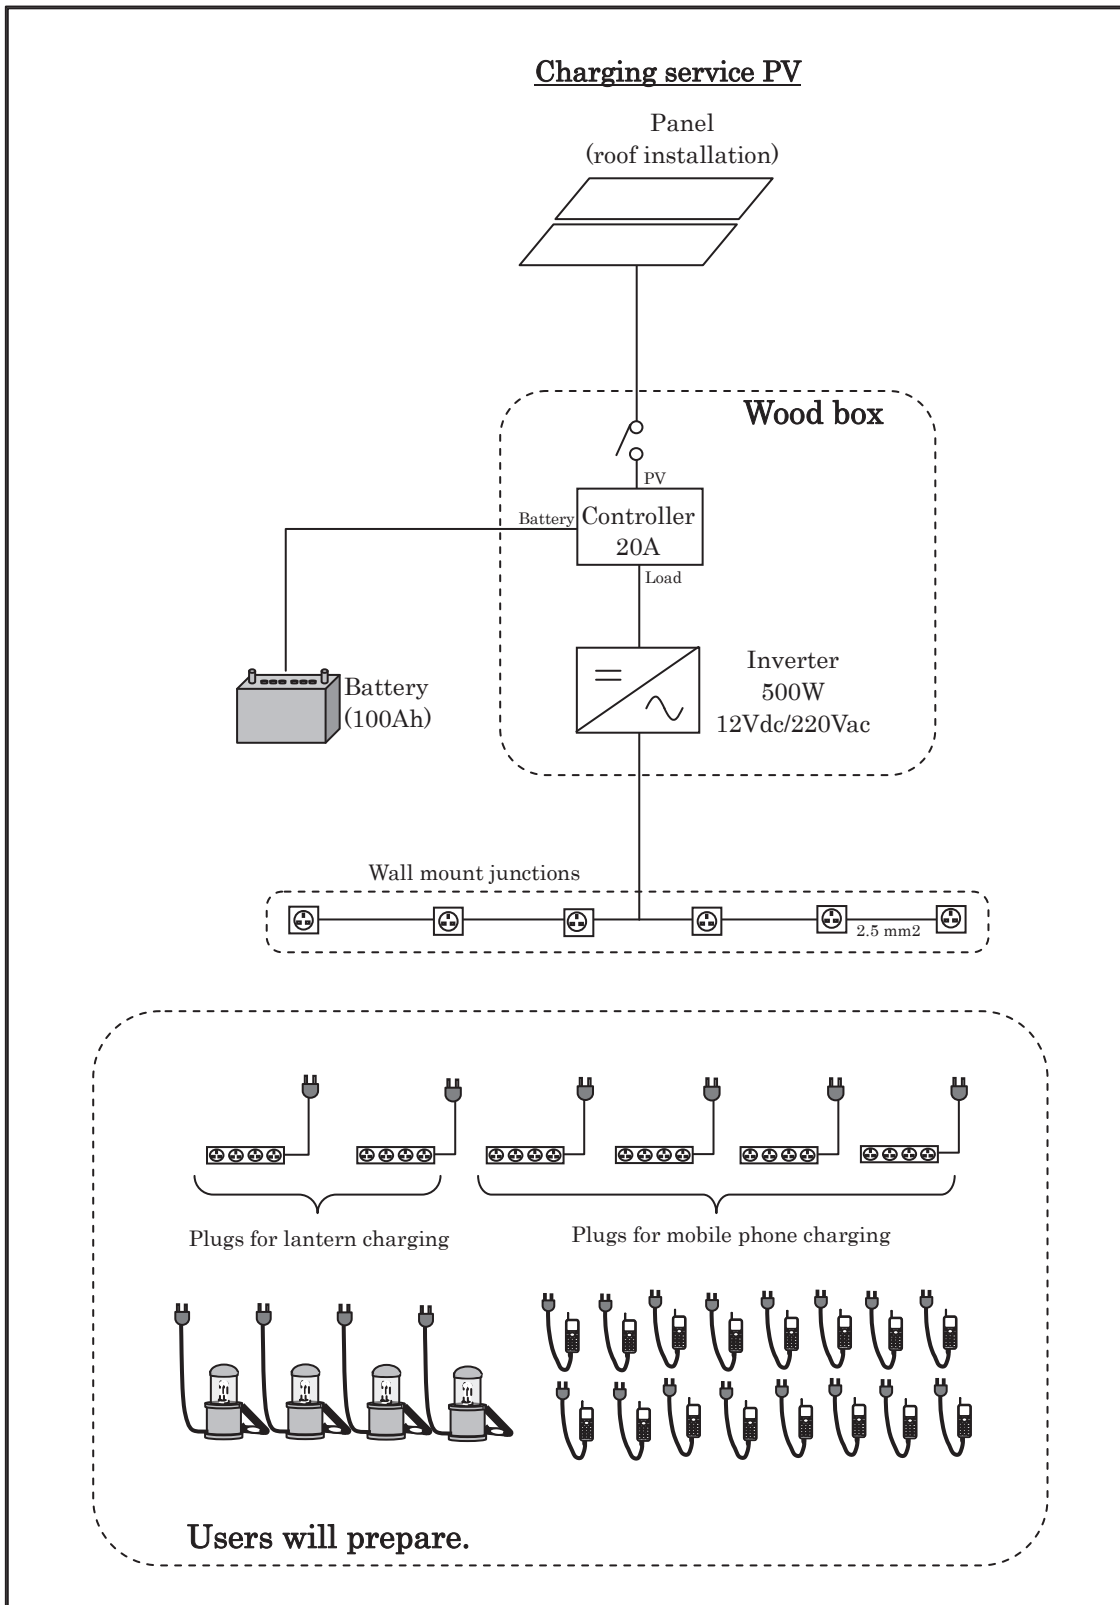 Charging service PV
Panel
(roof installation)
Wood box
PV
Battery
Controller
20A
Load
Inverter
500W
12Vdc/220Vac
Battery
(100Ah)
Wall mount junctions
2.5 mm2
Plugs for lantern charging
Plugs for mobile phone charging
Users will prepare.